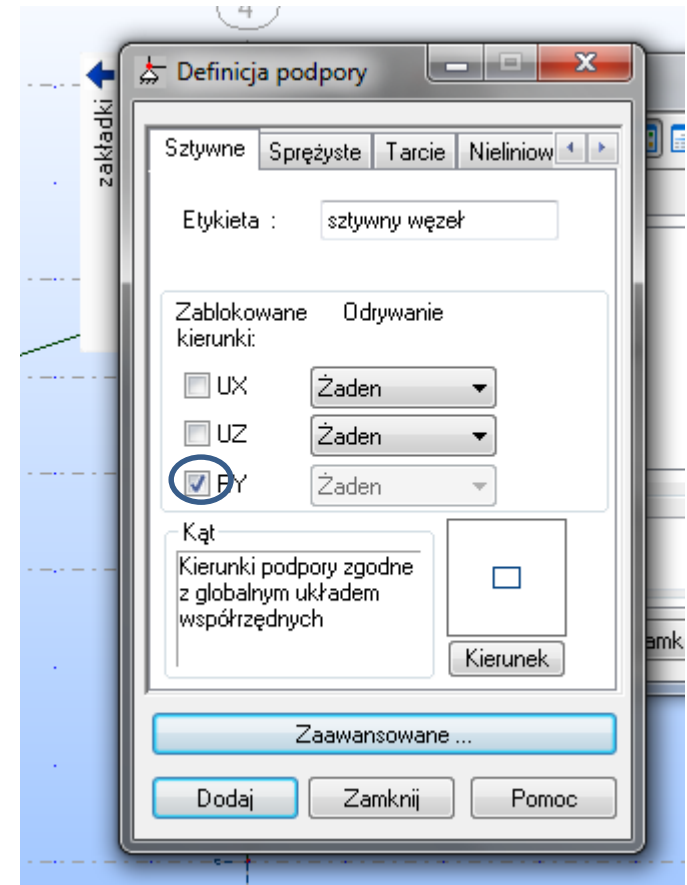 4
Definicja podpory
zakładki
Sztywne Sprężyste Tarcie Nieliniow
Etykieta : sztywny węzeł
Zablokowane Odrywanie
kierunki:
UX Żaden
UZ Żaden
RY Żaden
Kąt
Kierunki podpory zgodne
z globalnym układem
współrzędnych
Kierunek
Zaawansowane ...
Dodaj Zamknij Pomoc